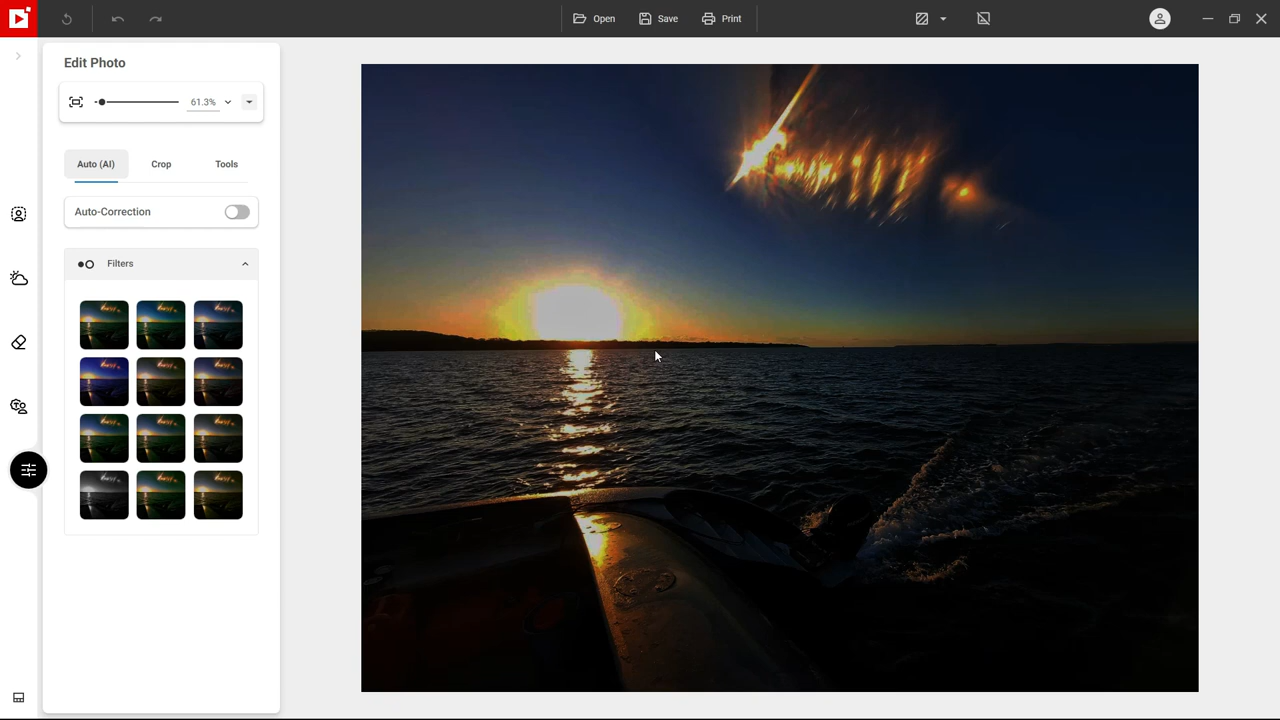 Open Save Print
Edit Photo
61.3%
Auto (AI) Crop Tools
Auto-Correction
Filters